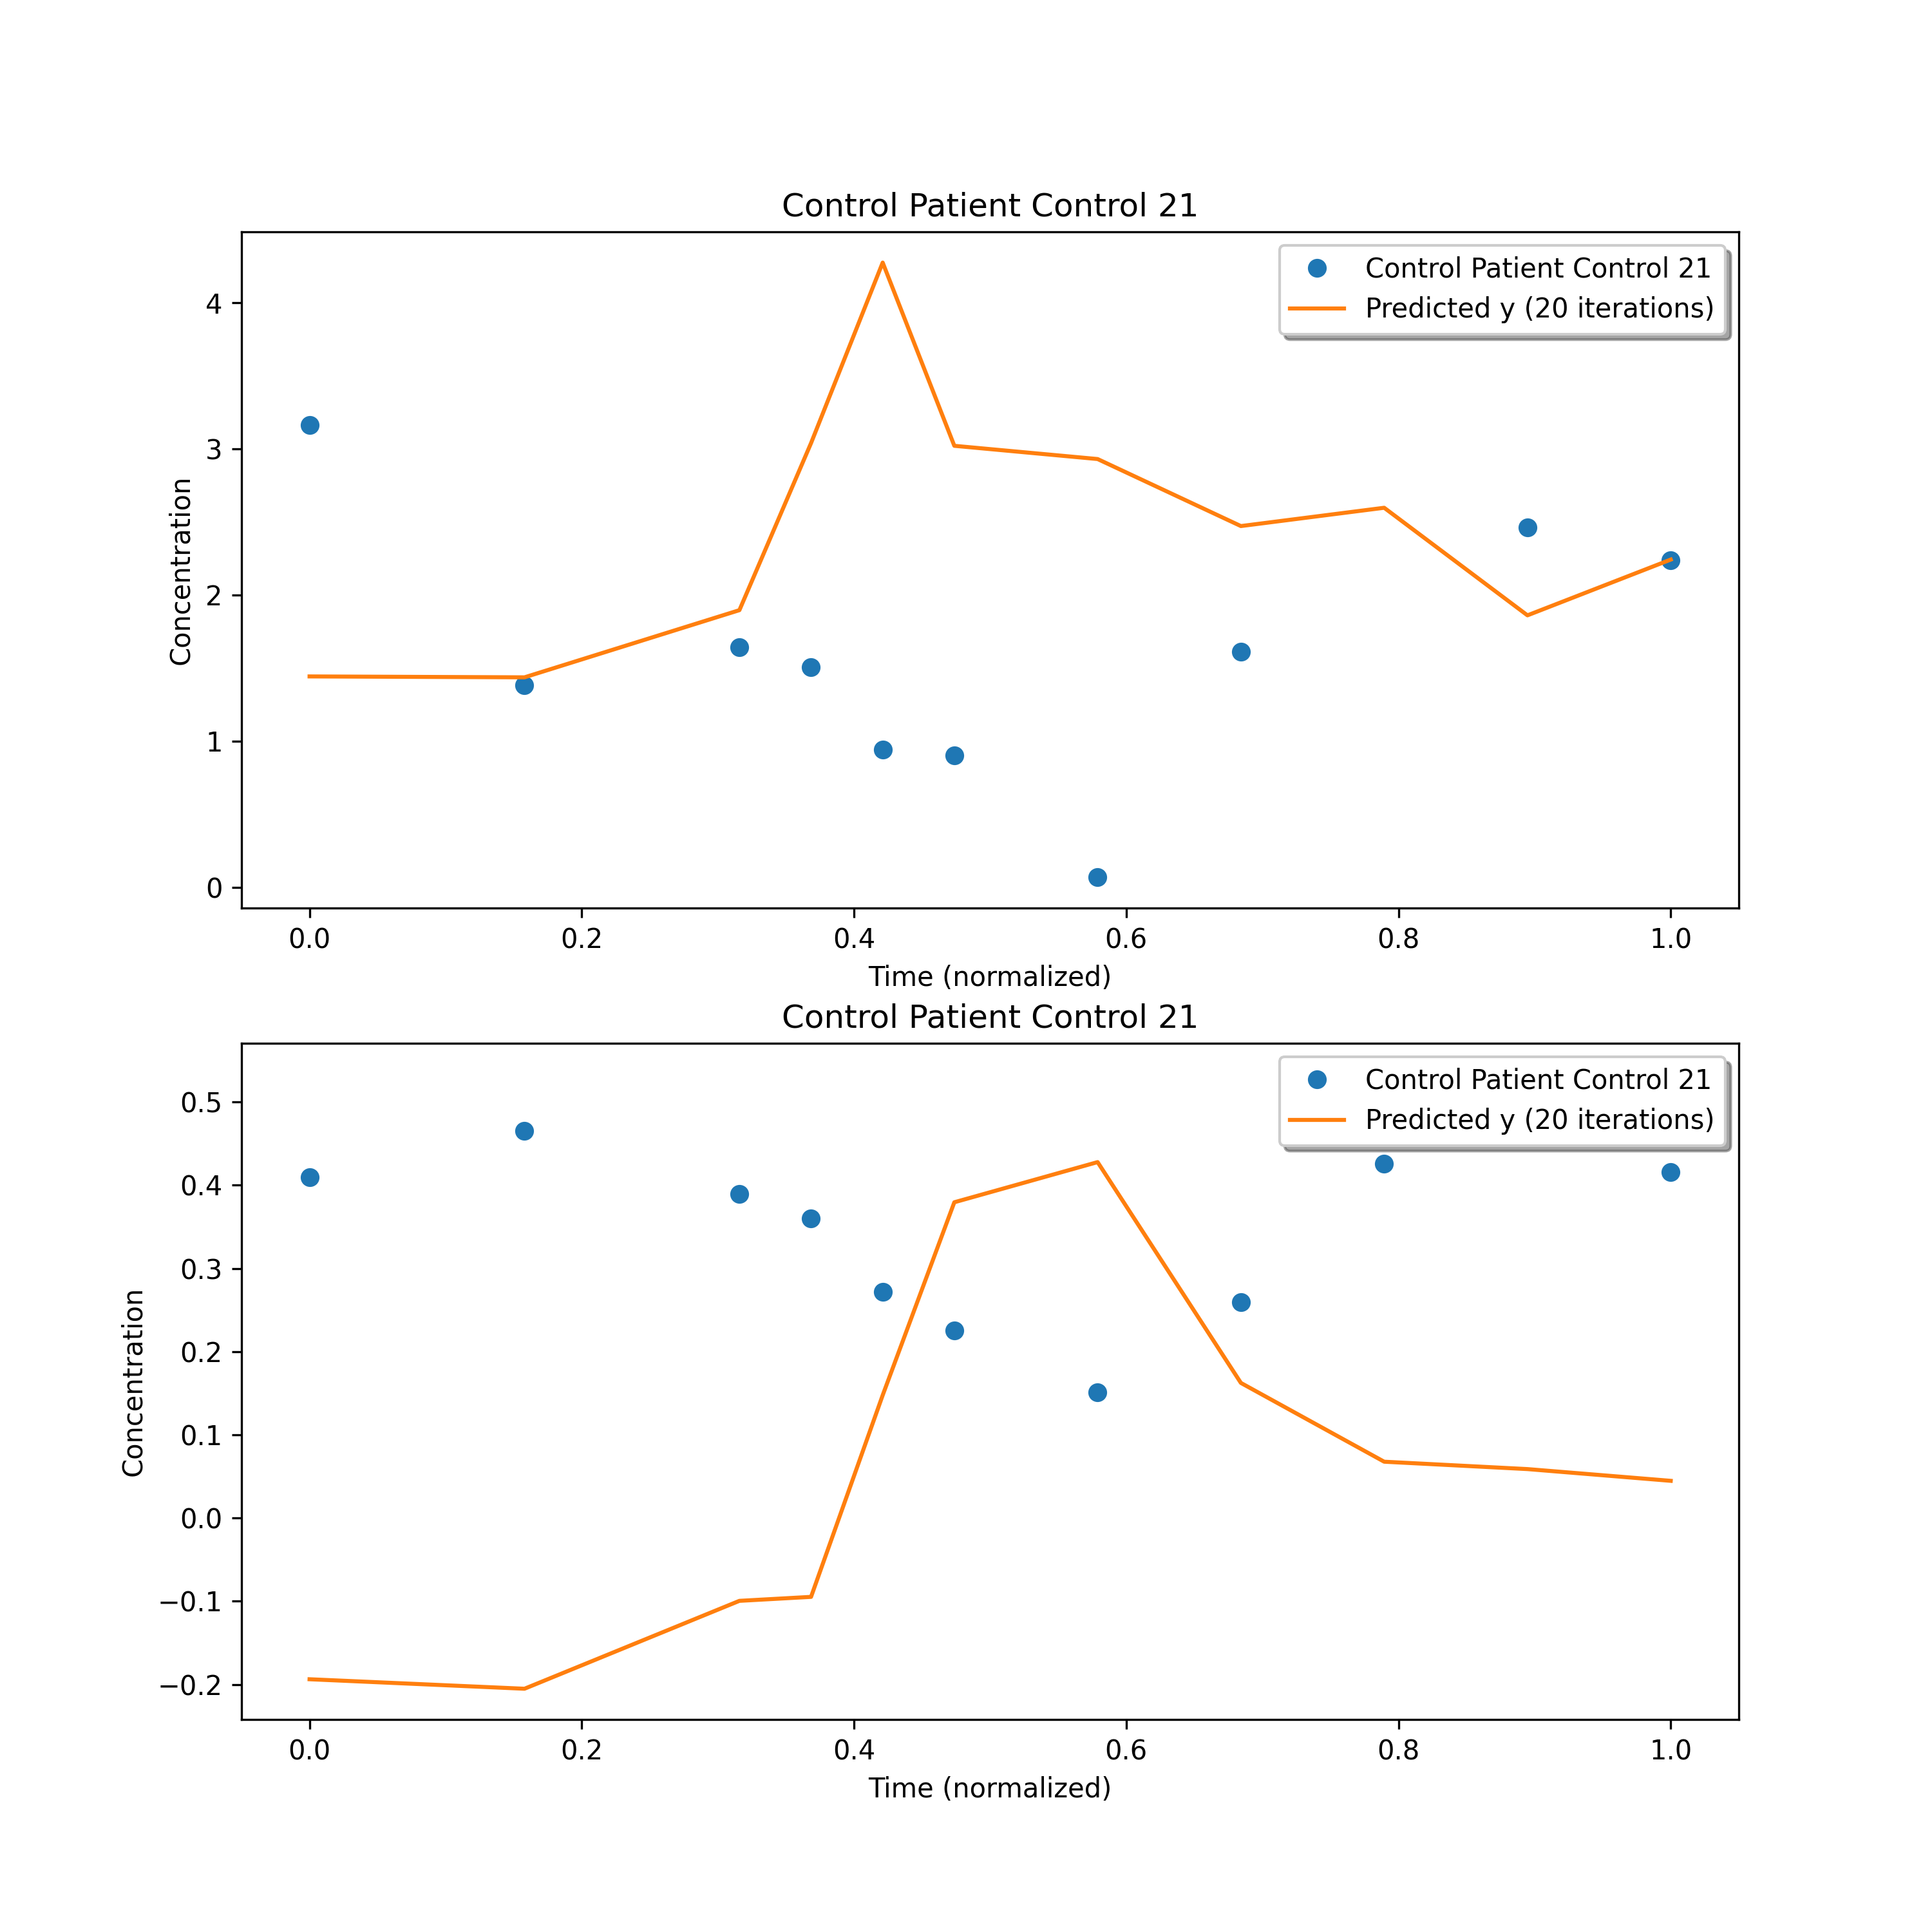 Control Patient Control 21
Control Patient Control 21
Predicted y (20 iterations)
4
3
2
1
0
Concentration
0.0 0.2 0.4 0.6 0.8 1.0
Time (normalized)
Control Patient Control 21
Control Patient Control 21
Predicted y (20 iterations)
0.5
0.4
0.3
0.2
0.1
0.0
−0.1
−0.2
Concentration
0.0 0.2 0.4 0.6 0.8 1.0
Time (normalized)